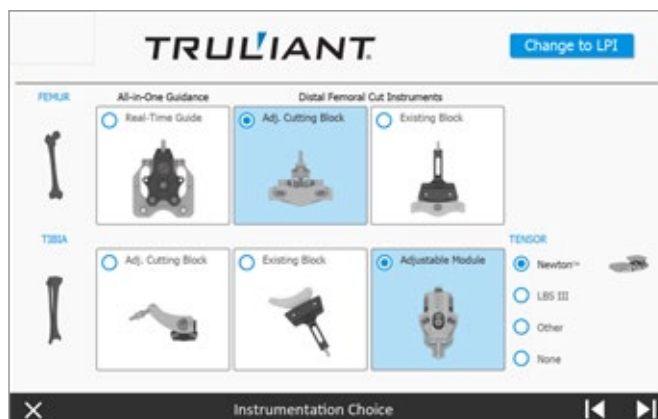 TRULIANT
Change to LPI
FEMUR
All-in-One Guidance
Distal Femoral Cut Instruments
Real-Time Guide
Adj. Cutting Block
Existing Block
TIBIA
Adj. Cutting Block
Existing Block
Adjustable Module
TENSOR
Newton™
LBS III
Other
None
Instrumentation Choice